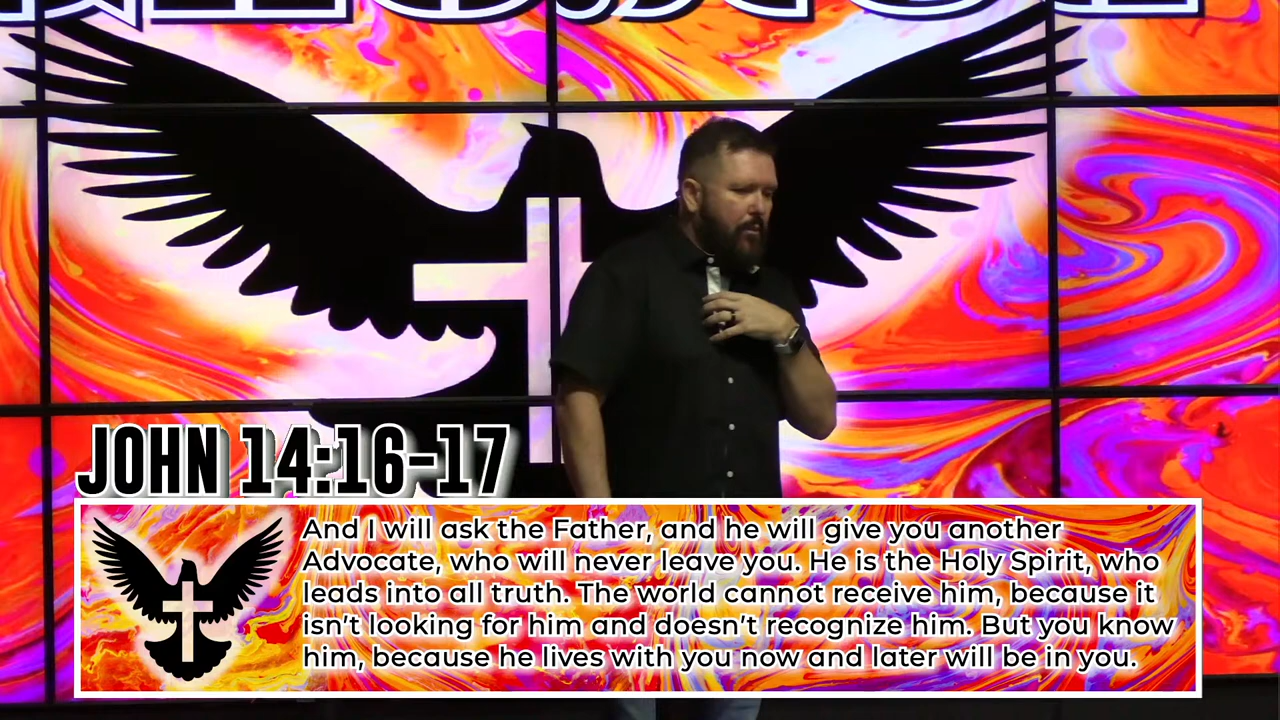 JOHN 14:16-17
And I will ask the Father, and he will give you another
Advocate, who will never leave you. He is the Holy Spirit, who
leads into all truth. The world cannot receive him, because it
isn't looking for him and doesn't recognize him. But you know
him, because he lives with you now and later will be in you.